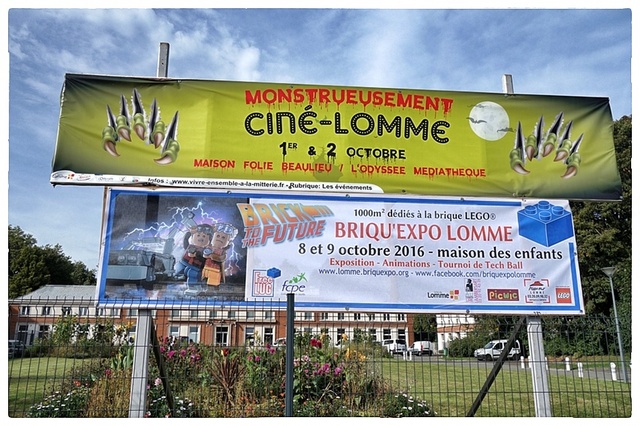 MONSTRUEUSEMENT
CINÉ-LOMME
1ER & 2 OCTOBRE
MAISON FOLIE BEAULIEU / L'ODYSSEE MEDIATHEQUE
Infos : www.vivre-ensemble-a-la-mitterie.fr - Rubrique: Les évènements
BRICK
TO THE FUTURE
1000m² dédiés à la brique LEGO®
BRIQU'EXPO LOMME
8 et 9 octobre 2016 - maison des enfants
Exposition - Animations - Tournoi de Tech Ball
www.lomme.briquexpo.org - www.facebook.com/briquexpolomme
fcpe
Lomme
PICWIC
LEGO